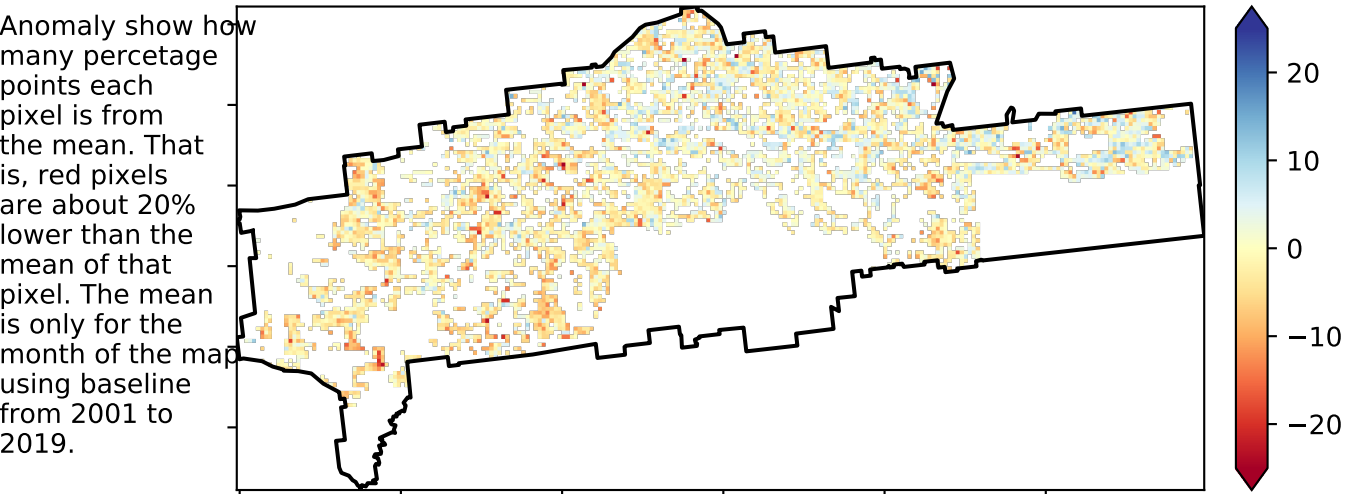 Anomaly show how
many percetage
points each
pixel is from
the mean. That
is, red pixels
are about 20%
lower than the
mean of that
pixel. The mean
is only for the
month of the map
using baseline
from 2001 to
2019.
20
10
0
−10
−20